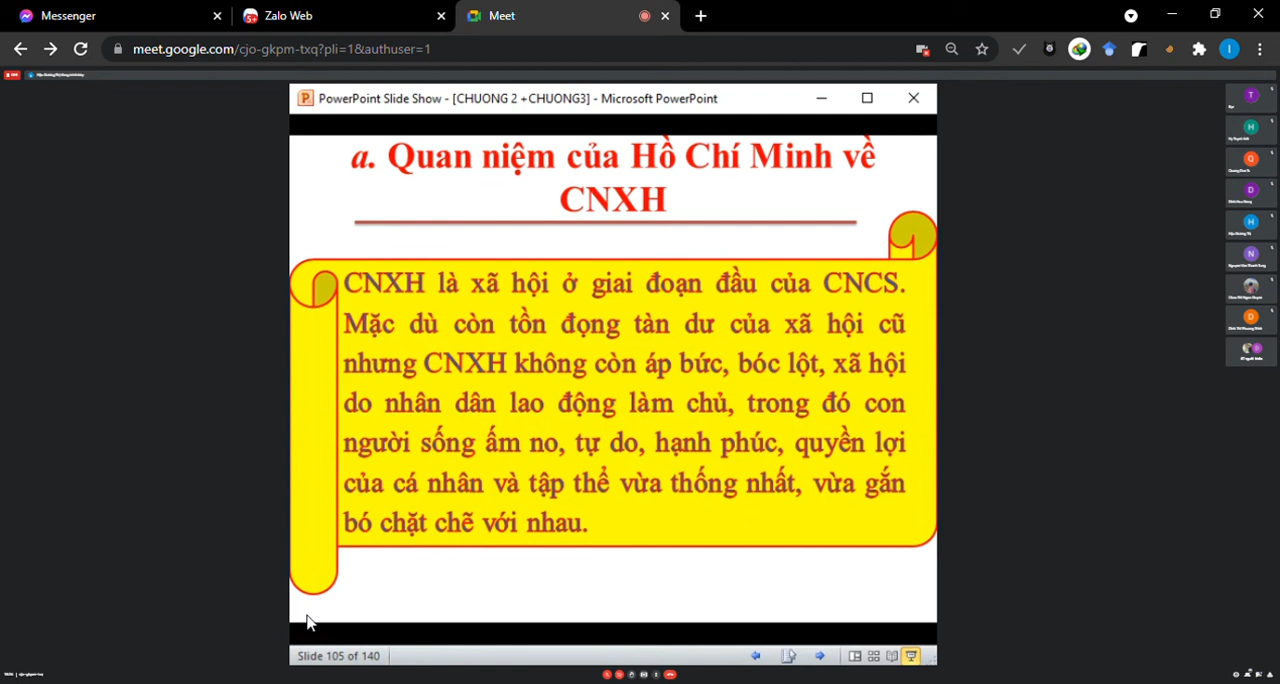 Messenger
Zalo Web
Meet
meet.google.com/cjo-gkpm-txq?pli=1&authuser=1
I
PowerPoint Slide Show - [CHUONG 2 +CHUONG3] - Microsoft PowerPoint
a. Quan niệm của Hồ Chí Minh về
CNXH
CNXH là xã hội ở giai đoạn đầu của CNCS.
Mặc dù còn tồn đọng tàn dư của xã hội cũ
nhưng CNXH không còn áp bức, bóc lột, xã hội
do nhân dân lao động làm chủ, trong đó con
người sống ấm no, tự do, hạnh phúc, quyền lợi
của cá nhân và tập thể vừa thống nhất, vừa gắn
bó chặt chẽ với nhau.
Slide 105 of 140
T
H
Q
D
H
N
D